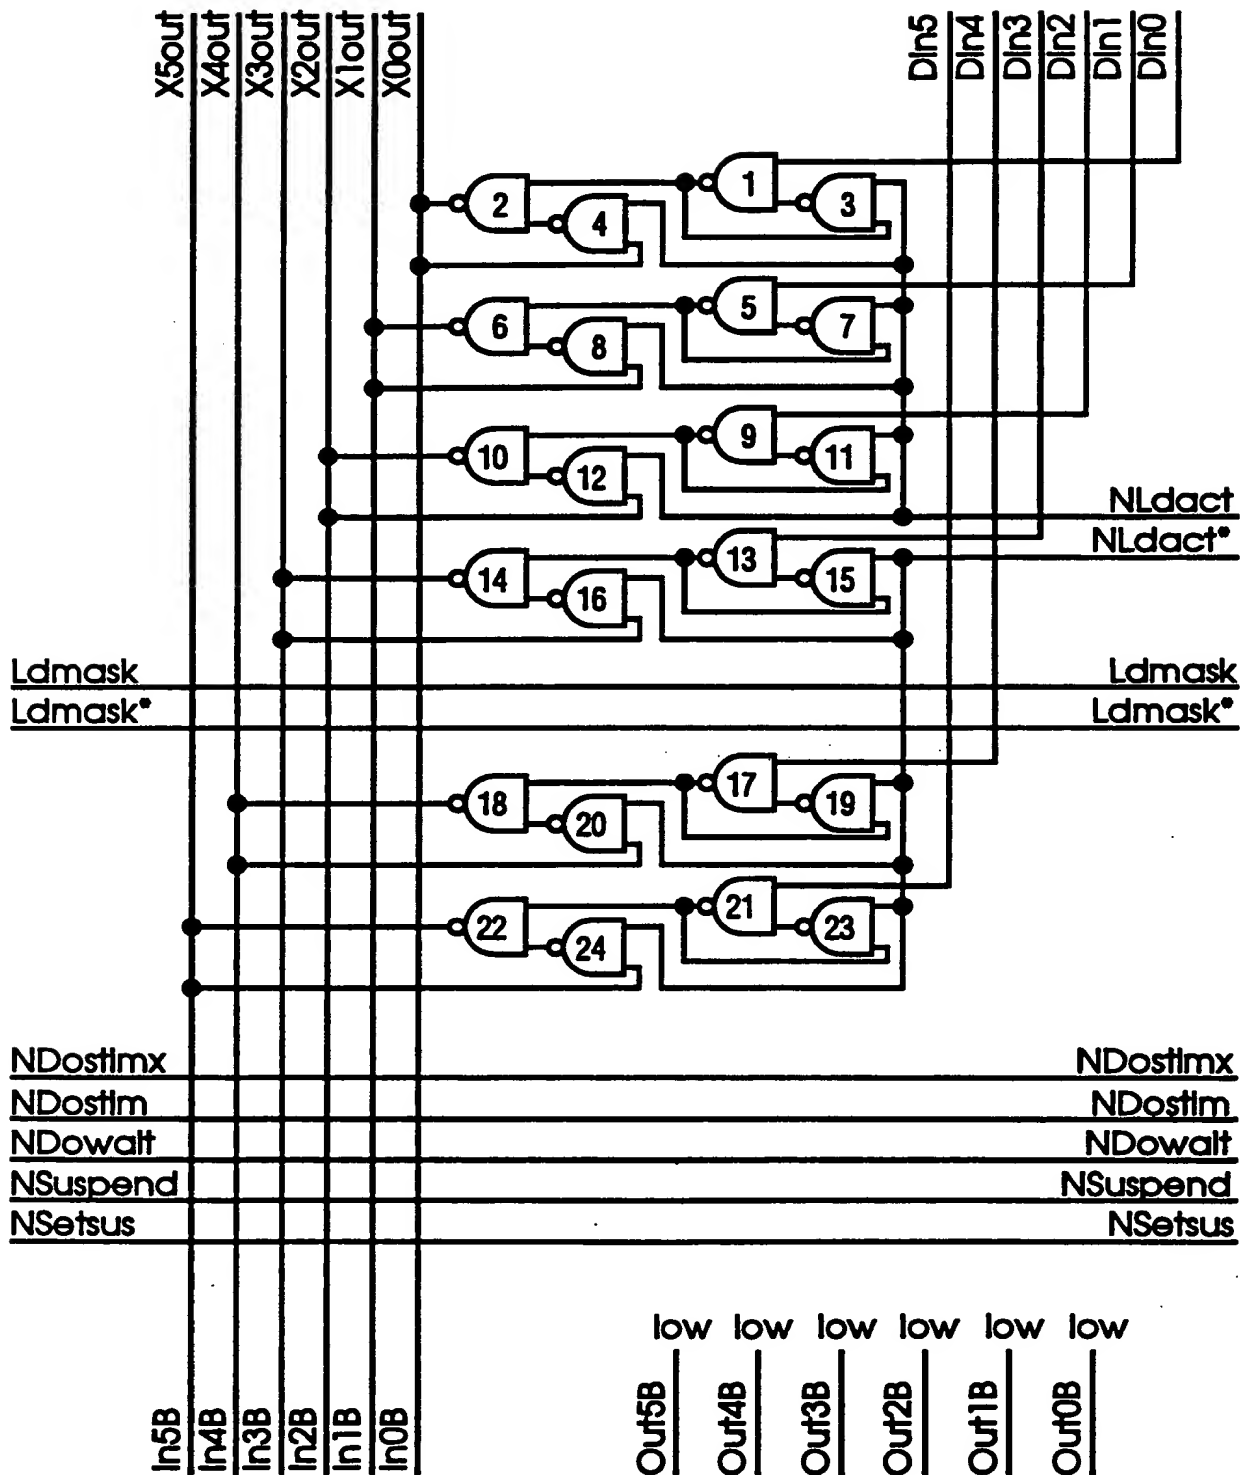 X5out
X4out
X3out
X2out
X1out
X0out
Din5
Din4
Din3
Din2
Din1
Din0
1
2
3
4
5
6
7
8
9
10
11
12
NLdact
NLdact*
13
14
15
16
Ldmask
Ldmask
Ldmask*
Ldmask*
17
18
19
20
21
22
23
24
NDostimx
NDostimx
NDostim
NDostim
NDowait
NDowait
NSuspend
NSuspend
NSetsus
NSetsus
low low low low low low
In5B
In4B
In3B
In2B
In1B
In0B
Out5B
Out4B
Out3B
Out2B
Out1B
Out0B